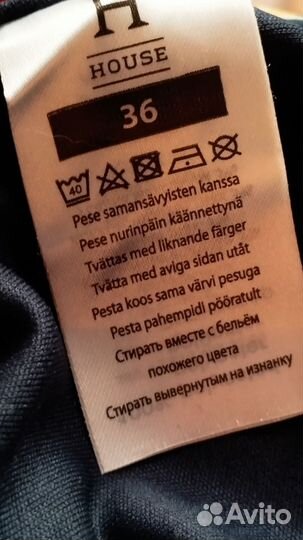 H
HOUSE
36
40
Pese samansävyisten kanssa
Pese nurinpäin käännettynä
Tvättas med liknande färger
Tvätta med aviga sidan utåt
Pesta koos sama värvi pesuga
Pesta pahempidi pööratult
Стирать вместе с бельём
похожего цвета
Стирать вывернутым на изнанку
Avito